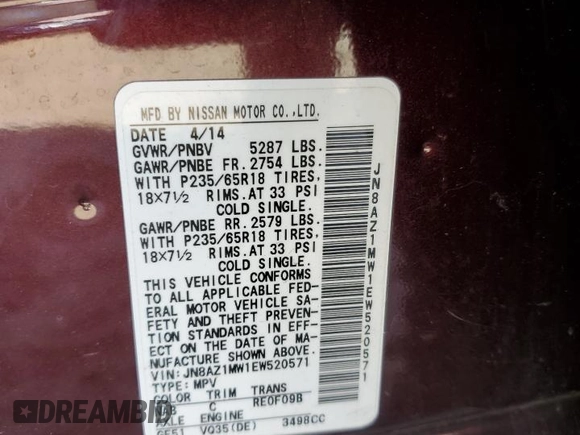 MFD BY NISSAN MOTOR CO.,LTD.
DATE 4/14
GVWR/PNBV 5287 LBS.
GAWR/PNBE FR. 2754 LBS.
WITH P235/65R18 TIRES,
18X7½ RIMS.AT 33 PSI
COLD SINGLE.
GAWR/PNBE RR. 2579 LBS.
WITH P235/65R18 TIRES,
18X7½ RIMS.AT 33 PSI
COLD SINGLE.
THIS VEHICLE CONFORMS
TO ALL APPLICABLE FED-
ERAL MOTOR VEHICLE SA-
FETY AND THEFT PREVEN-
TION STANDARDS IN EFF-
ECT ON THE DATE OF MA-
NUFACTURE SHOWN ABOVE.
VIN: JN8AZ1MW1EW520571
TYPE: MPV
COLOR TRIM TRANS
C RE0F09B
AXLE ENGINE
GF51 VQ35(DE) 3498CC
JN8AZ1MW1EW520571
DREAMBID